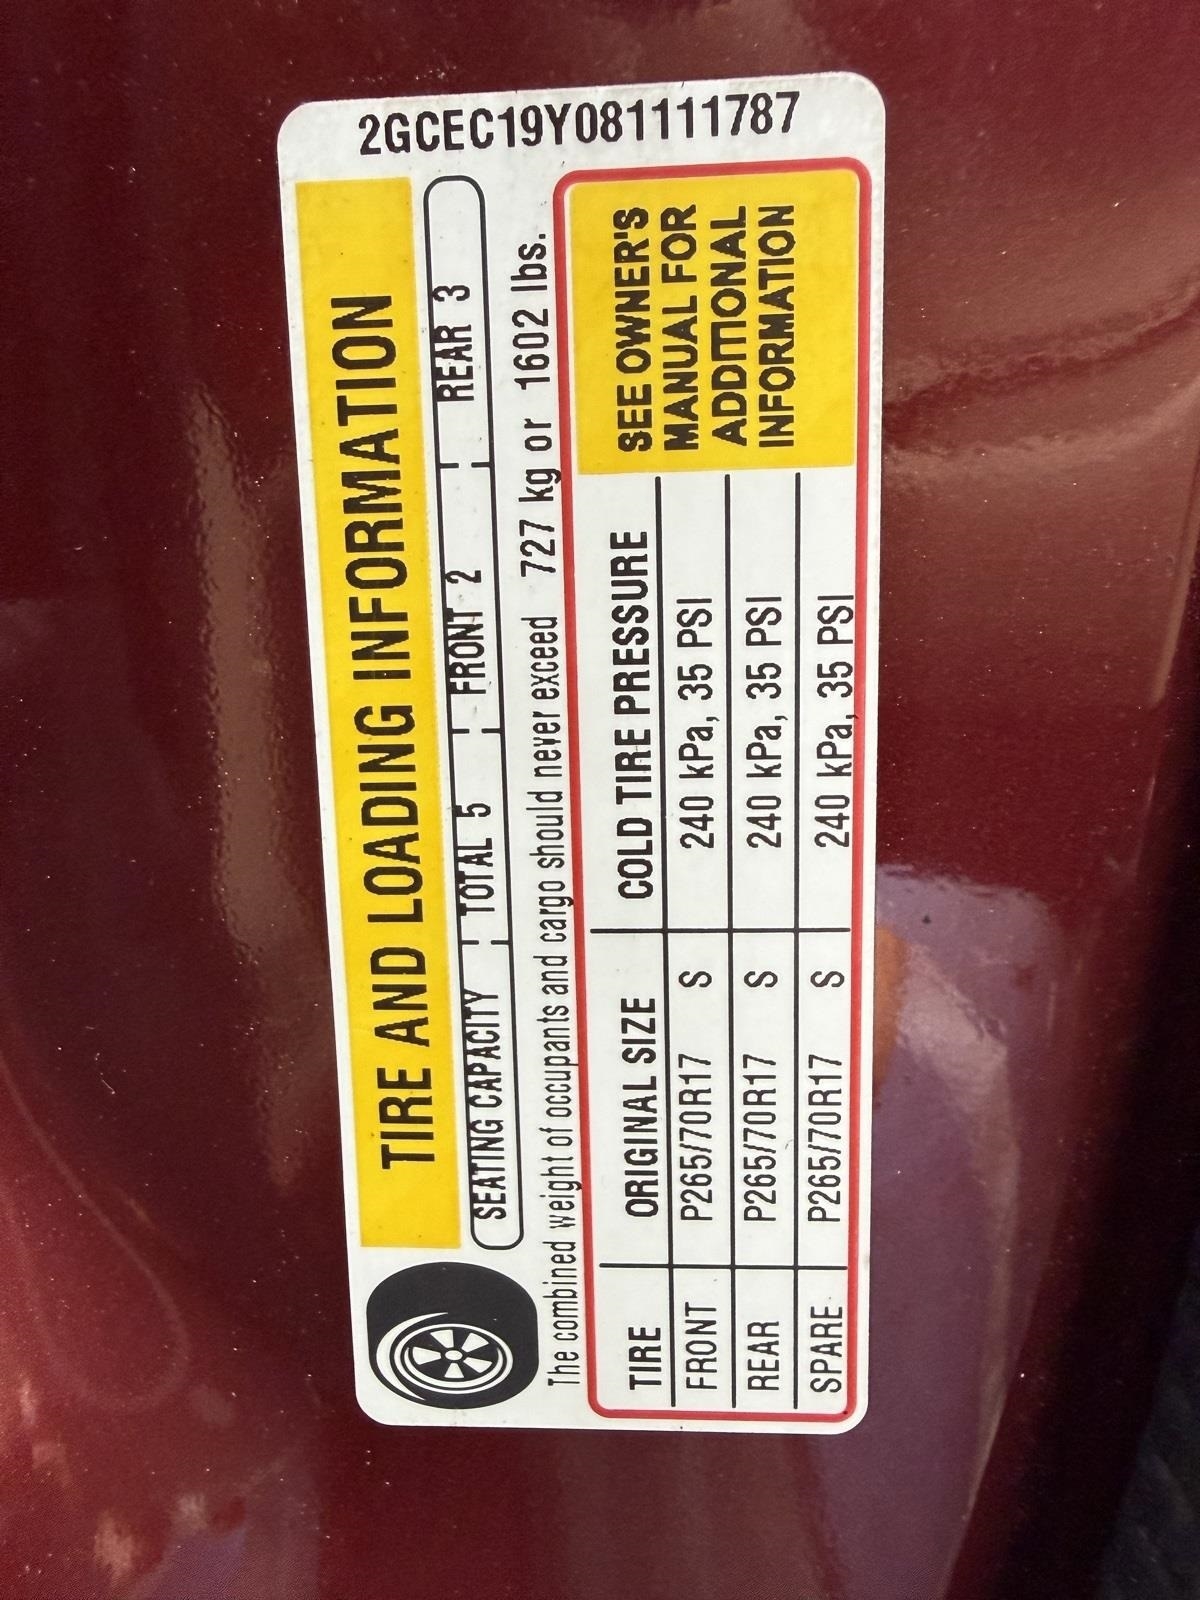 2GCEC19Y081111787
TIRE AND LOADING INFORMATION
SEATING CAPACITY TOTAL 5 FRONT 2 REAR 3
The combined weight of occupants and cargo should never exceed 727 kg or 1602 lbs.
TIRE ORIGINAL SIZE COLD TIRE PRESSURE
FRONT P265/70R17 S 240 kPa, 35 PSI
REAR P265/70R17 S 240 kPa, 35 PSI
SPARE P265/70R17 S 240 kPa, 35 PSI
SEE OWNER'S
MANUAL FOR
ADDITIONAL
INFORMATION